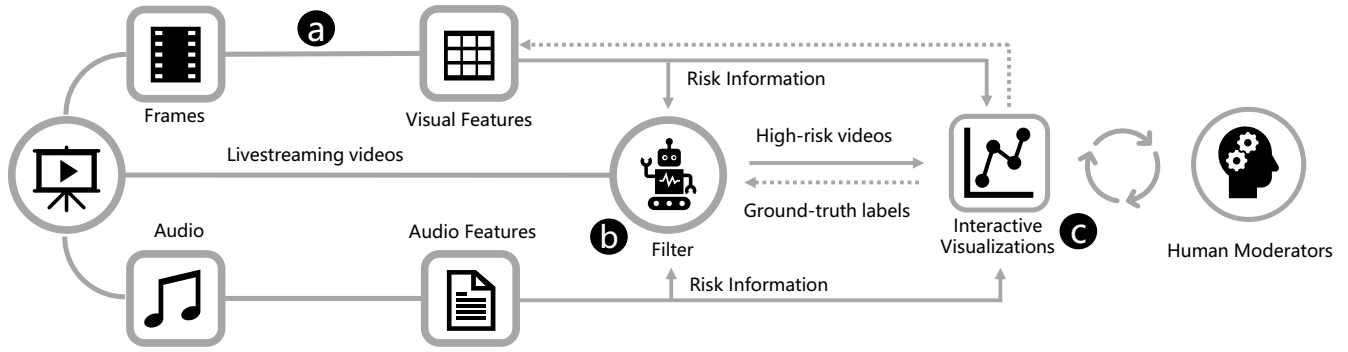 a
Frames
Visual Features
Risk Information
Livestreaming videos
High-risk videos
Ground-truth labels
Audio
Audio Features
b
Filter
Interactive
Visualizations
c
Human Moderators
Risk Information